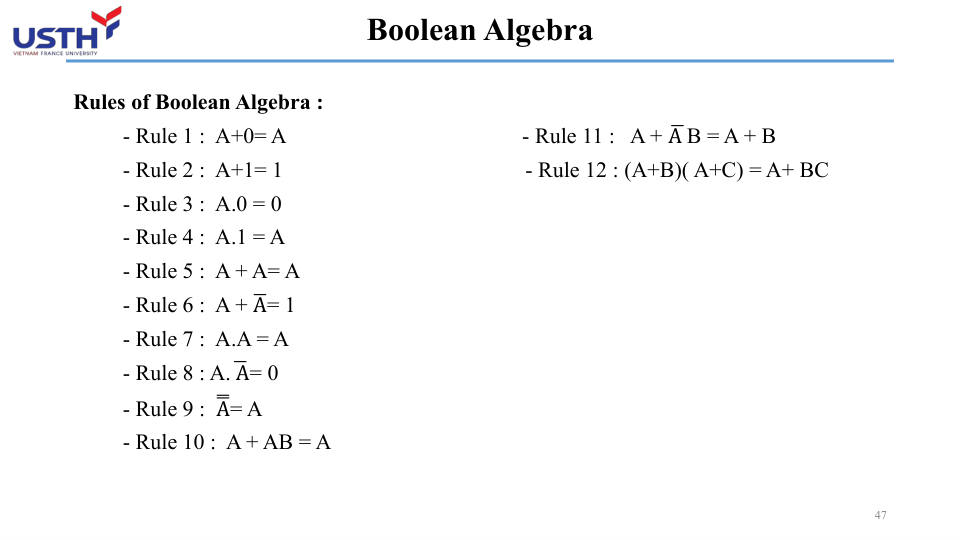 USTH
VIETNAM FRANCE UNIVERSITY
Boolean Algebra
Rules of Boolean Algebra :
- Rule 1 : A+0= A
- Rule 2 : A+1= 1
- Rule 3 : A.0 = 0
- Rule 4 : A.1 = A
- Rule 5 : A + A= A
- Rule 6 : A + A̅= 1
- Rule 7 : A.A = A
- Rule 8 : A. A̅= 0
- Rule 9 : A̿= A
- Rule 10 : A + AB = A
- Rule 11 : A + A̅ B = A + B
- Rule 12 : (A+B)( A+C) = A+ BC
47